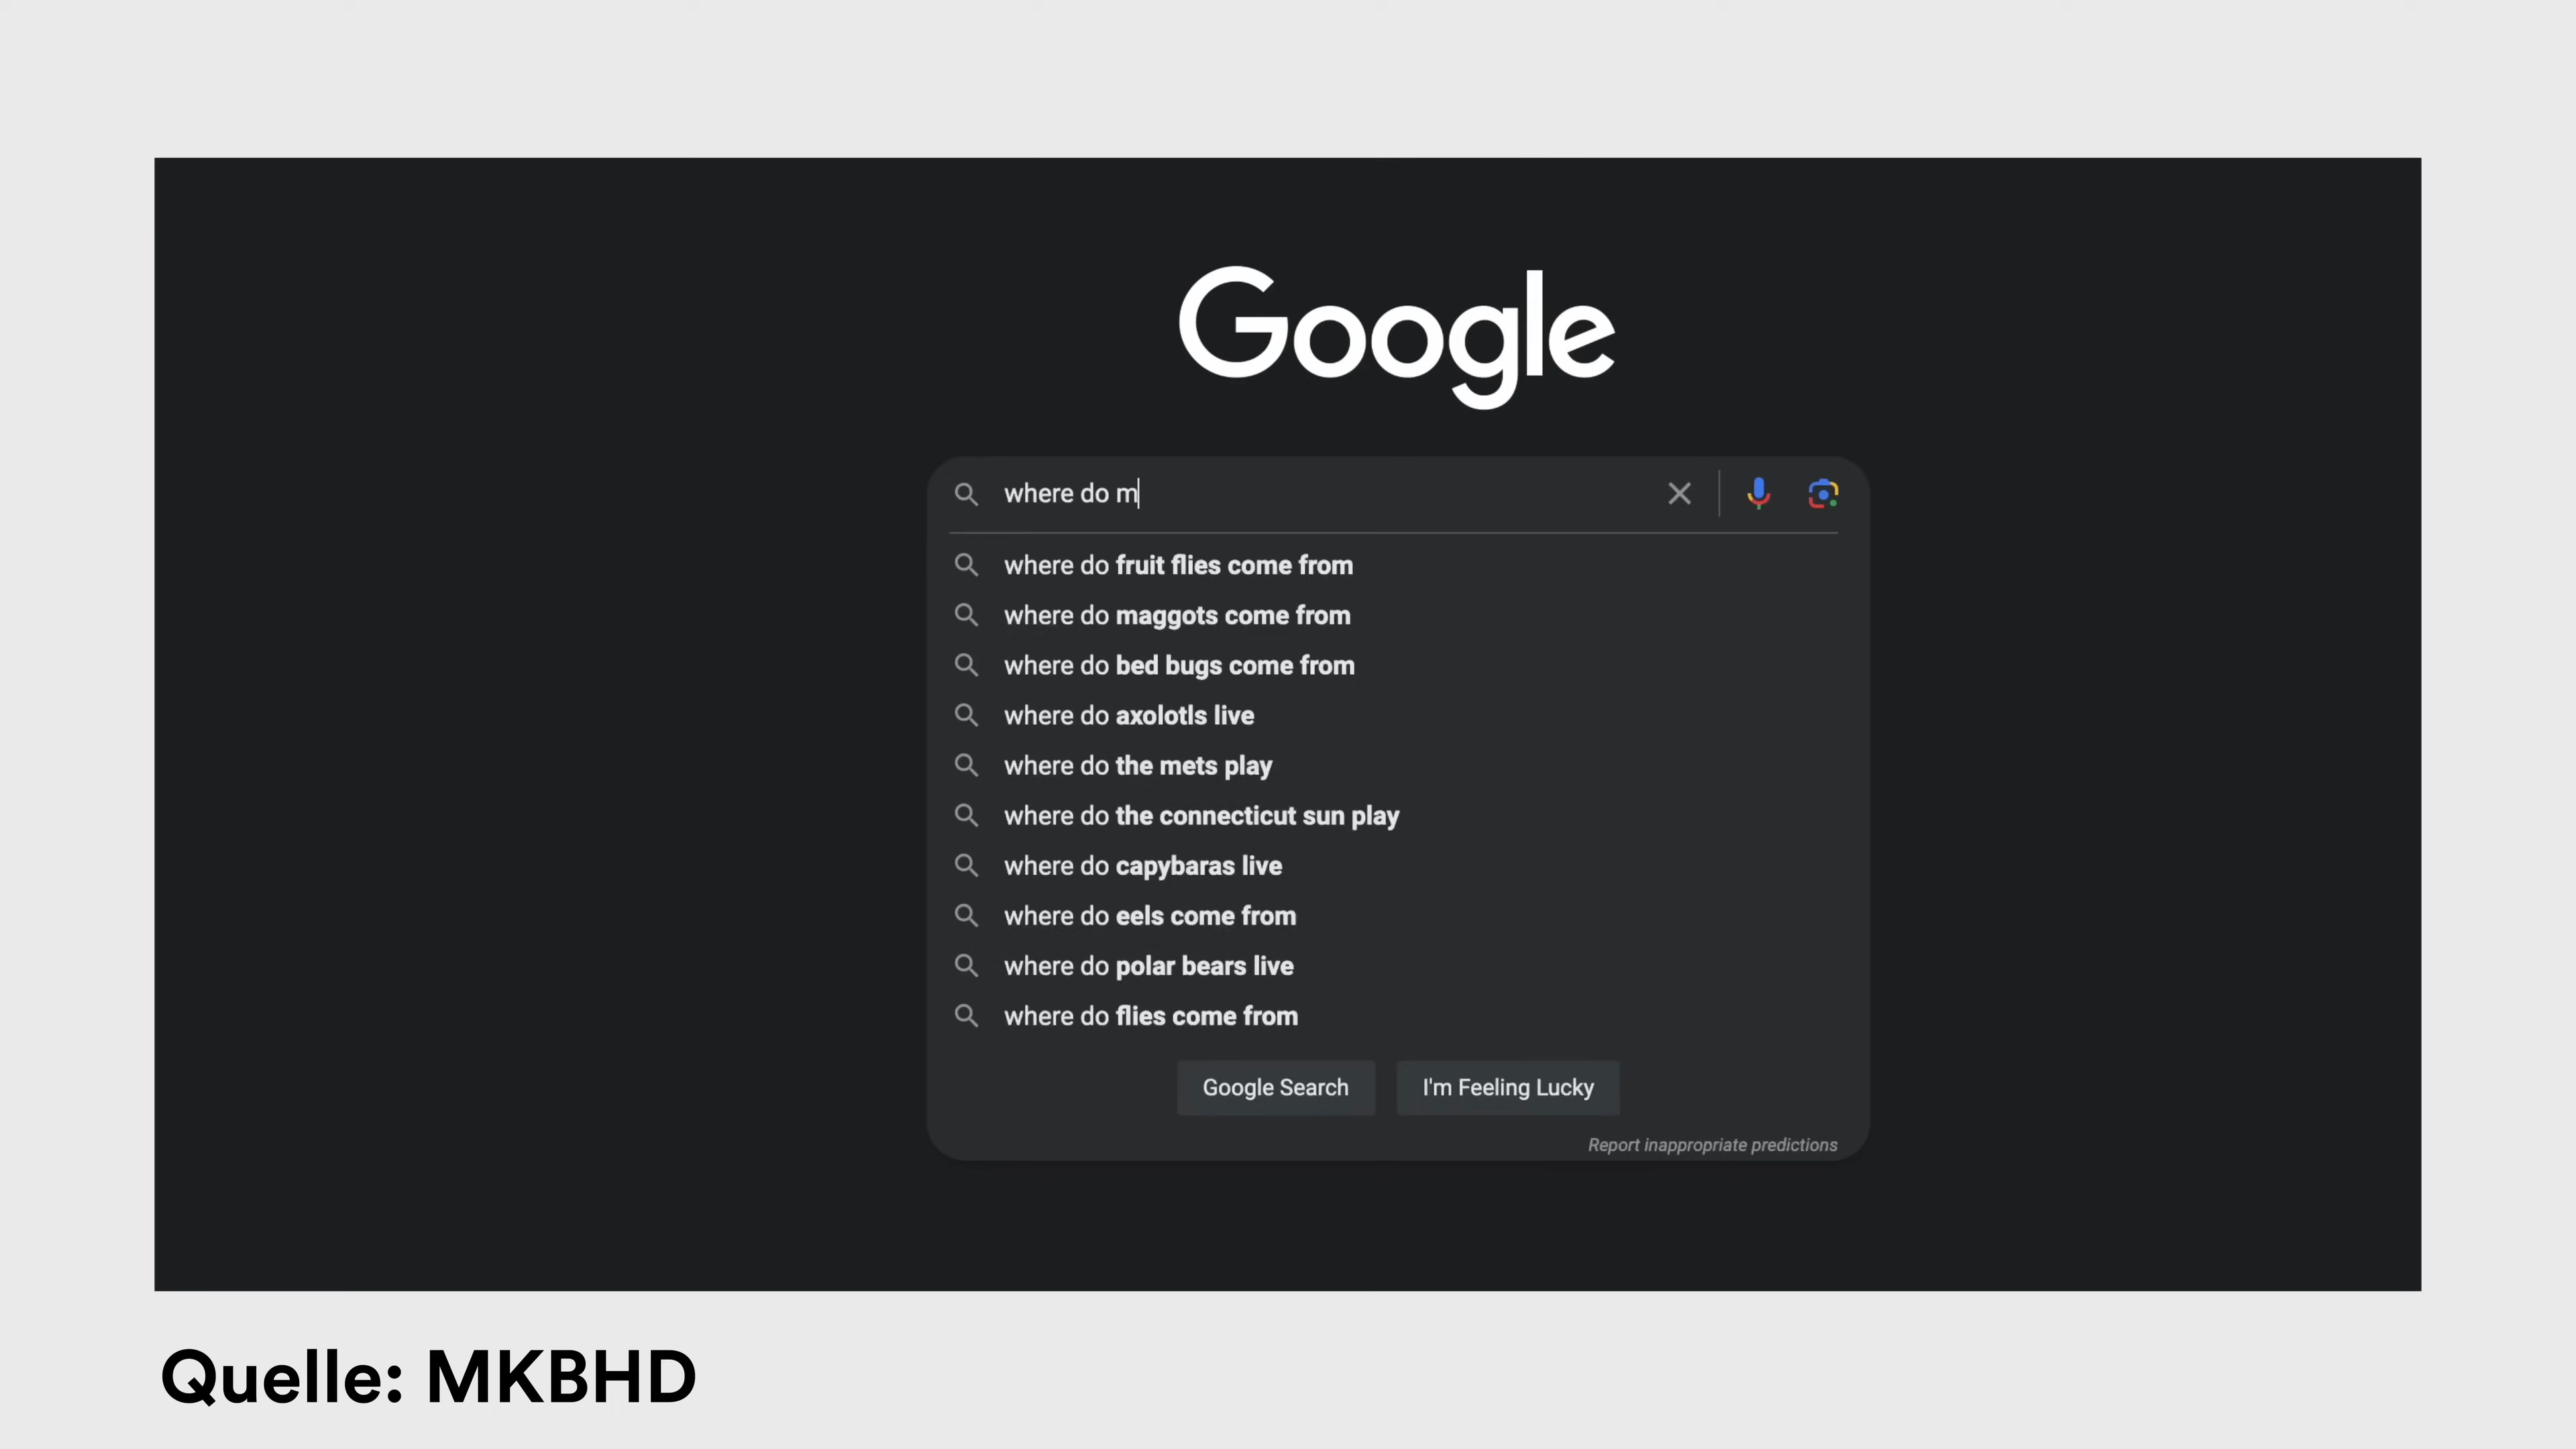 Google
where do m
where do fruit flies come from
where do maggots come from
where do bed bugs come from
where do axolotls live
where do the mets play
where do the connecticut sun play
where do capybaras live
where do eels come from
where do polar bears live
where do flies come from
Google Search
I'm Feeling Lucky
Report inappropriate predictions
Quelle: MKBHD